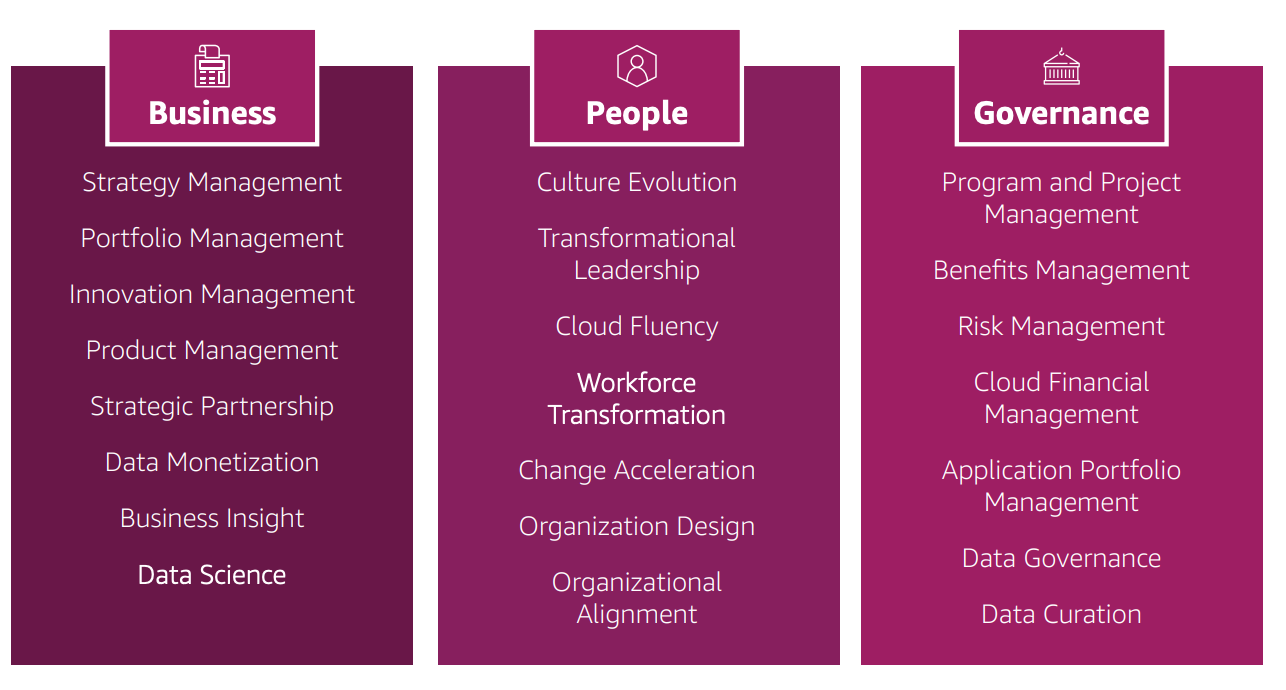 Business
Strategy Management
Portfolio Management
Innovation Management
Product Management
Strategic Partnership
Data Monetization
Business Insight
Data Science
People
Culture Evolution
Transformational
Leadership
Cloud Fluency
Workforce
Transformation
Change Acceleration
Organization Design
Organizational
Alignment
Governance
Program and Project
Management
Benefits Management
Risk Management
Cloud Financial
Management
Application Portfolio
Management
Data Governance
Data Curation